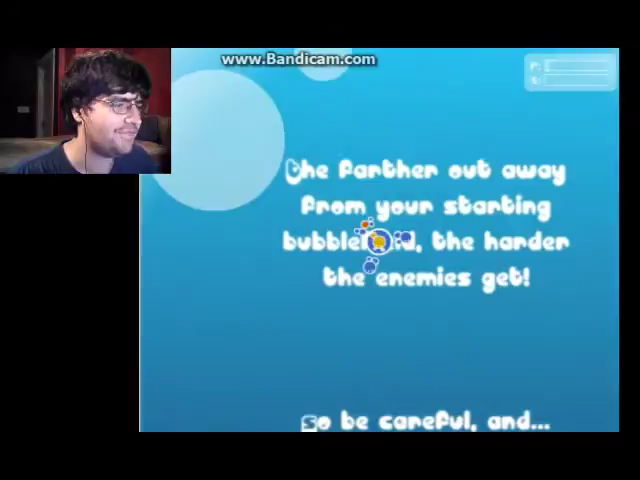 www.Bandicam.com
the farther out away
from your starting
the harder
the enemies get!
so be careful, and...